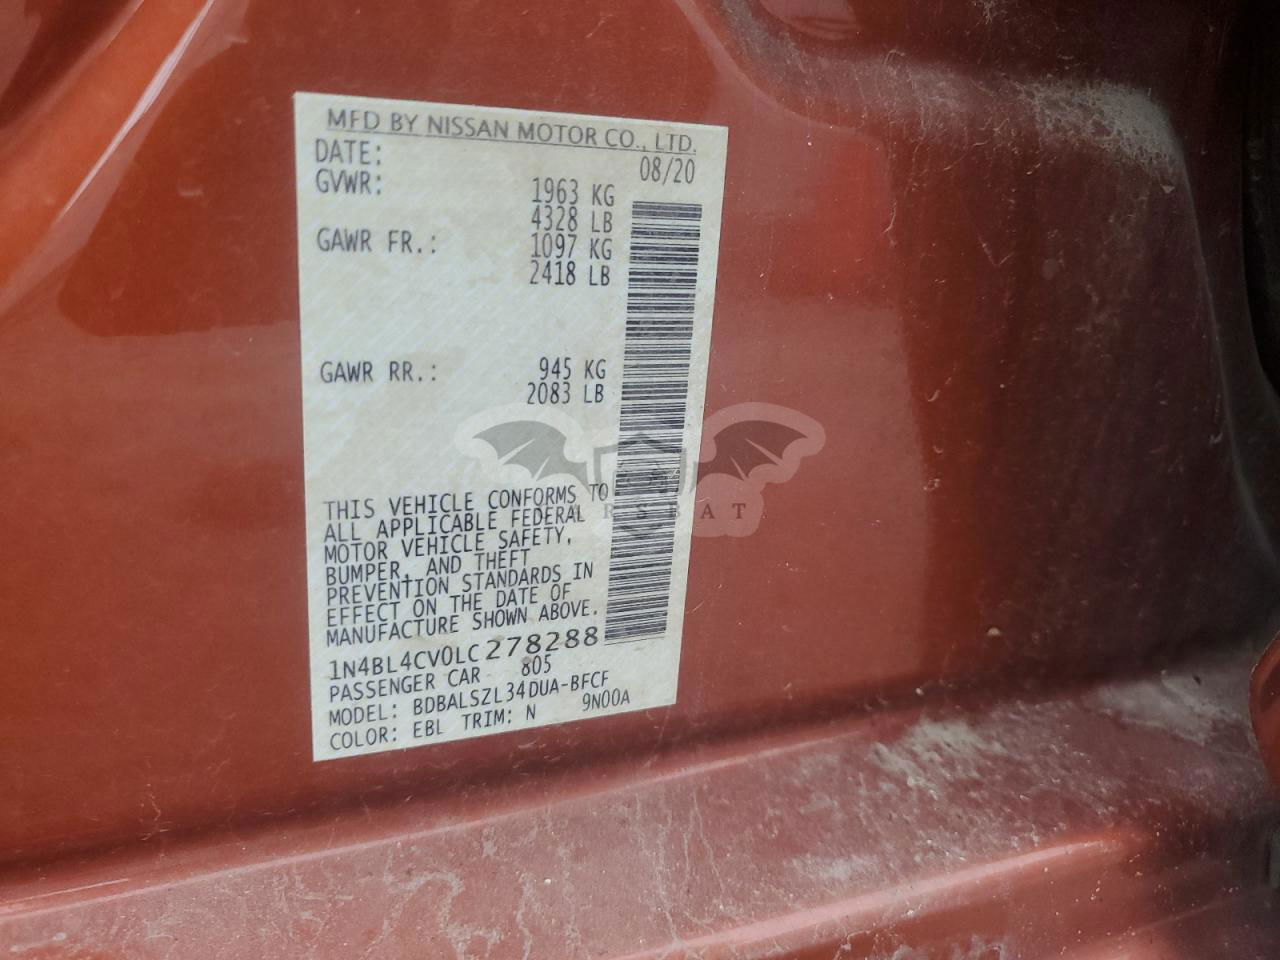 MFD BY NISSAN MOTOR CO., LTD.
DATE: 08/20
GVWR: 1963 KG
4328 LB
GAWR FR.: 1097 KG
2418 LB
GAWR RR.: 945 KG
2083 LB
THIS VEHICLE CONFORMS TO
ALL APPLICABLE FEDERAL
MOTOR VEHICLE SAFETY,
BUMPER, AND THEFT
PREVENTION STANDARDS IN
EFFECT ON THE DATE OF
MANUFACTURE SHOWN ABOVE.
1N4BL4CV0LC278288
PASSENGER CAR 805
MODEL: BDBALSZL34DUA-BFCF
COLOR: EBL TRIM: N 9N00A